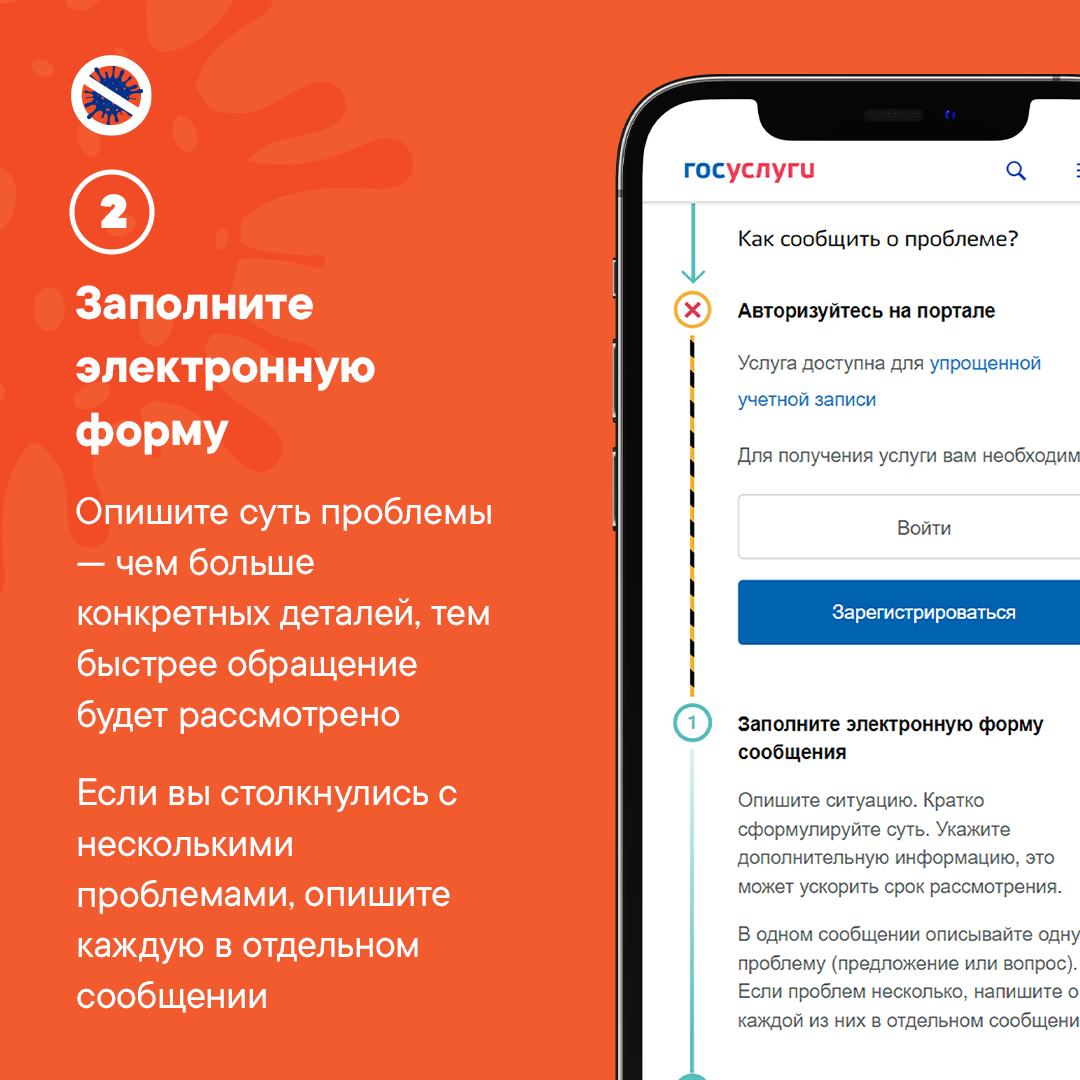 2
Заполните
электронную
форму
Опишите суть проблемы
— чем больше
конкретных деталей, тем
быстрее обращение
будет рассмотрено
Если вы столкнулись с
несколькими
проблемами, опишите
каждую в отдельном
сообщении
госуслуги
Как сообщить о проблеме?
Авторизуйтесь на портале
Услуга доступна для упрощенной
учетной записи
Для получения услуги вам необходим
Войти
Зарегистрироваться
1
Заполните электронную форму
сообщения
Опишите ситуацию. Кратко
сформулируйте суть. Укажите
дополнительную информацию, это
может ускорить срок рассмотрения.
В одном сообщении описывайте одну
проблему (предложение или вопрос).
Если проблем несколько, напишите о
каждой из них в отдельном сообщени